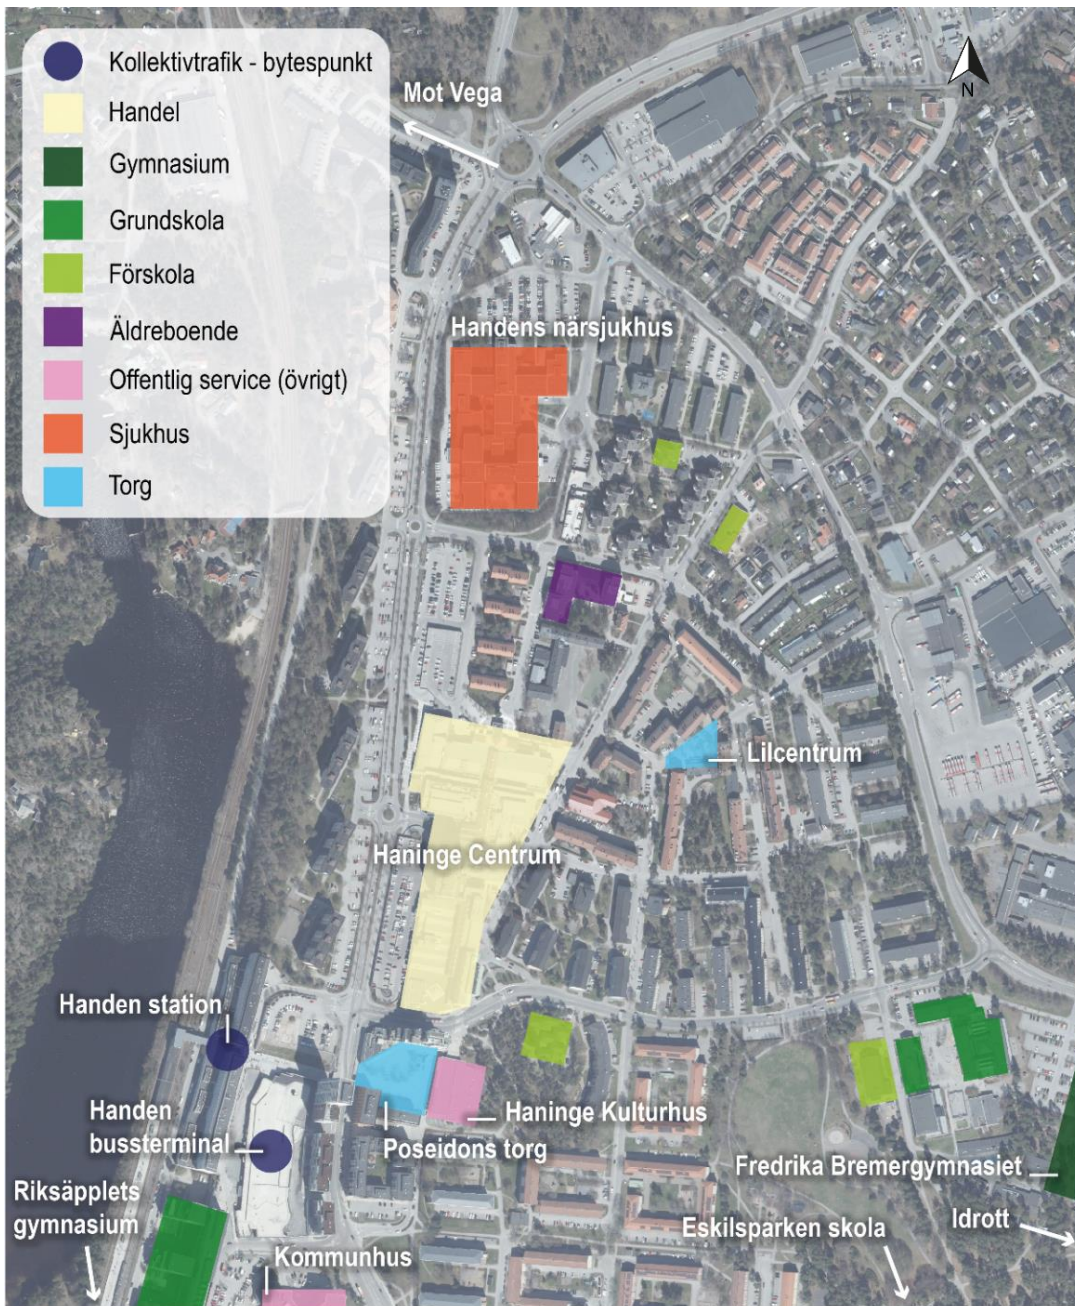 Kollektivtrafik - bytespunkt
Handel
Gymnasium
Grundskola
Förskola
Äldreboende
Offentlig service (övrigt)
Sjukhus
Torg
N
Mot Vega
Handens närsjukhus
Lilcentrum
Haninge Centrum
Handen station
Handen
bussterminal
Haninge Kulturhus
Poseidons torg
Fredrika Bremergymnasiet
Riksäpplets
gymnasium
Kommunhus
Eskilsparken skola
Idrott